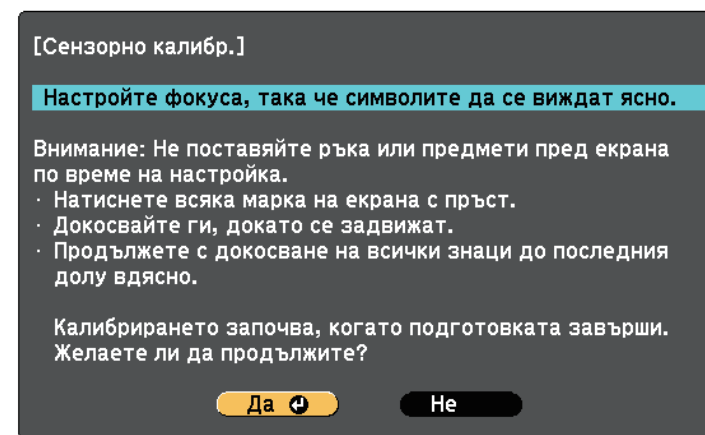 [Сензорно калибр.]
Настройте фокуса, така че символите да се виждат ясно.
Внимание: Не поставяйте ръка или предмети пред екрана
по време на настройка.
· Натиснете всяка марка на екрана с пръст.
· Докосвайте ги, докато се задвижат.
· Продължете с докосване на всички знаци до последния
долу вдясно.
Калибрирането започва, когато подготовката завърши.
Желаете ли да продължите?
Да Не